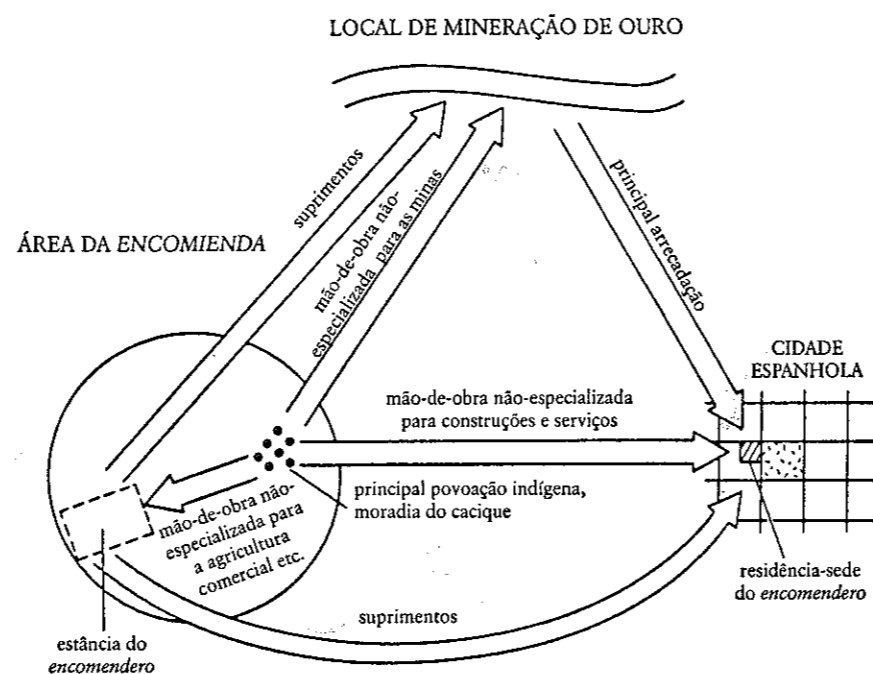 LOCAL DE MINERAÇÃO DE OURO
suprimentos
mão-de-obra não-
especializada para as minas
principal arrecadação
ÁREA DA ENCOMIENDA
CIDADE
ESPANHOLA
mão-de-obra não-especializada
para construções e serviços
principal povoação indígena,
moradia do cacique
mão-de-obra não-
especializada para
a agricultura
comercial etc.
residência-sede
do encomendero
suprimentos
estância do
encomendero